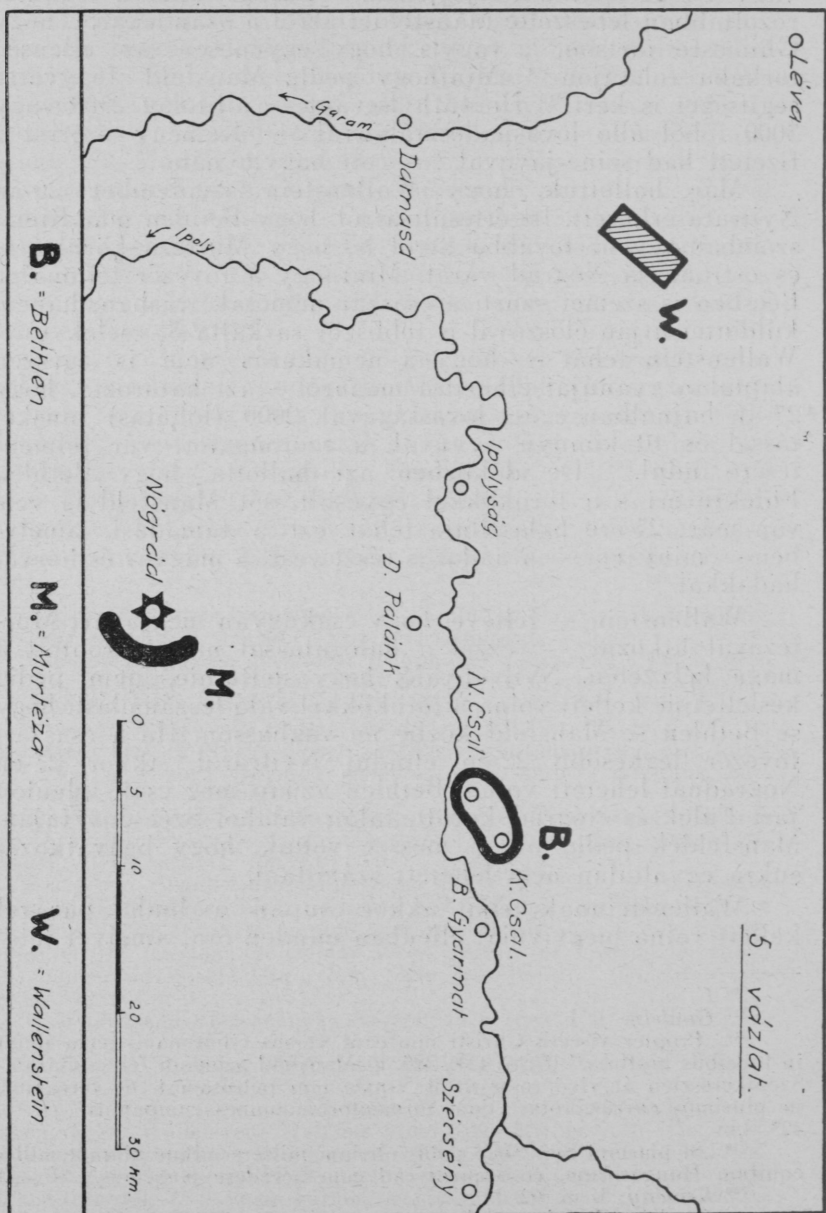 5. vázlat.
Léva
Garam
Damásd
W.
Ipoly
Ipolyság
D. Palánk
N. Csal.
K. Csal.
B.
B. Gyarmat
Szécsény
Nógrád
M.
0 5 10 20 30 km.
B. = Bethlen M. = Murteza W. = Wallenstein